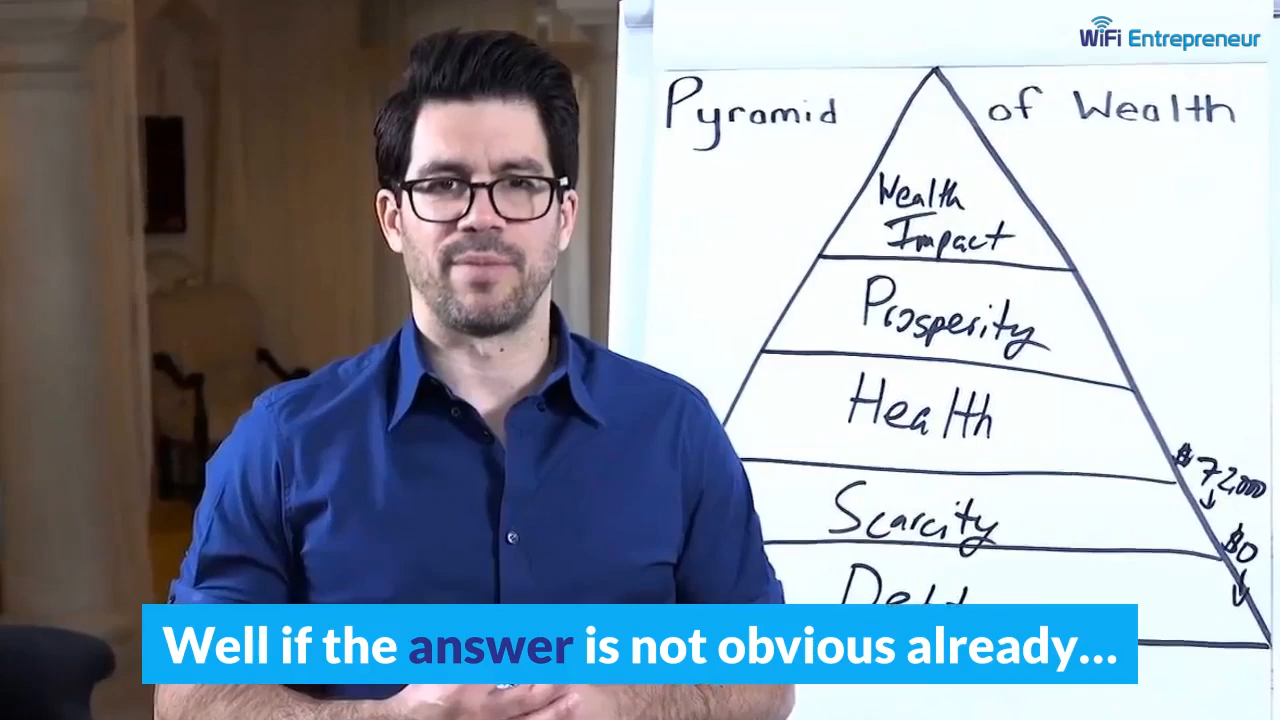 WiFi Entrepreneur
Pyramid of Wealth
Wealth
Impact
Prosperity
Health
$72,000
Scarcity
$0
Debt
Well if the answer is not obvious already...